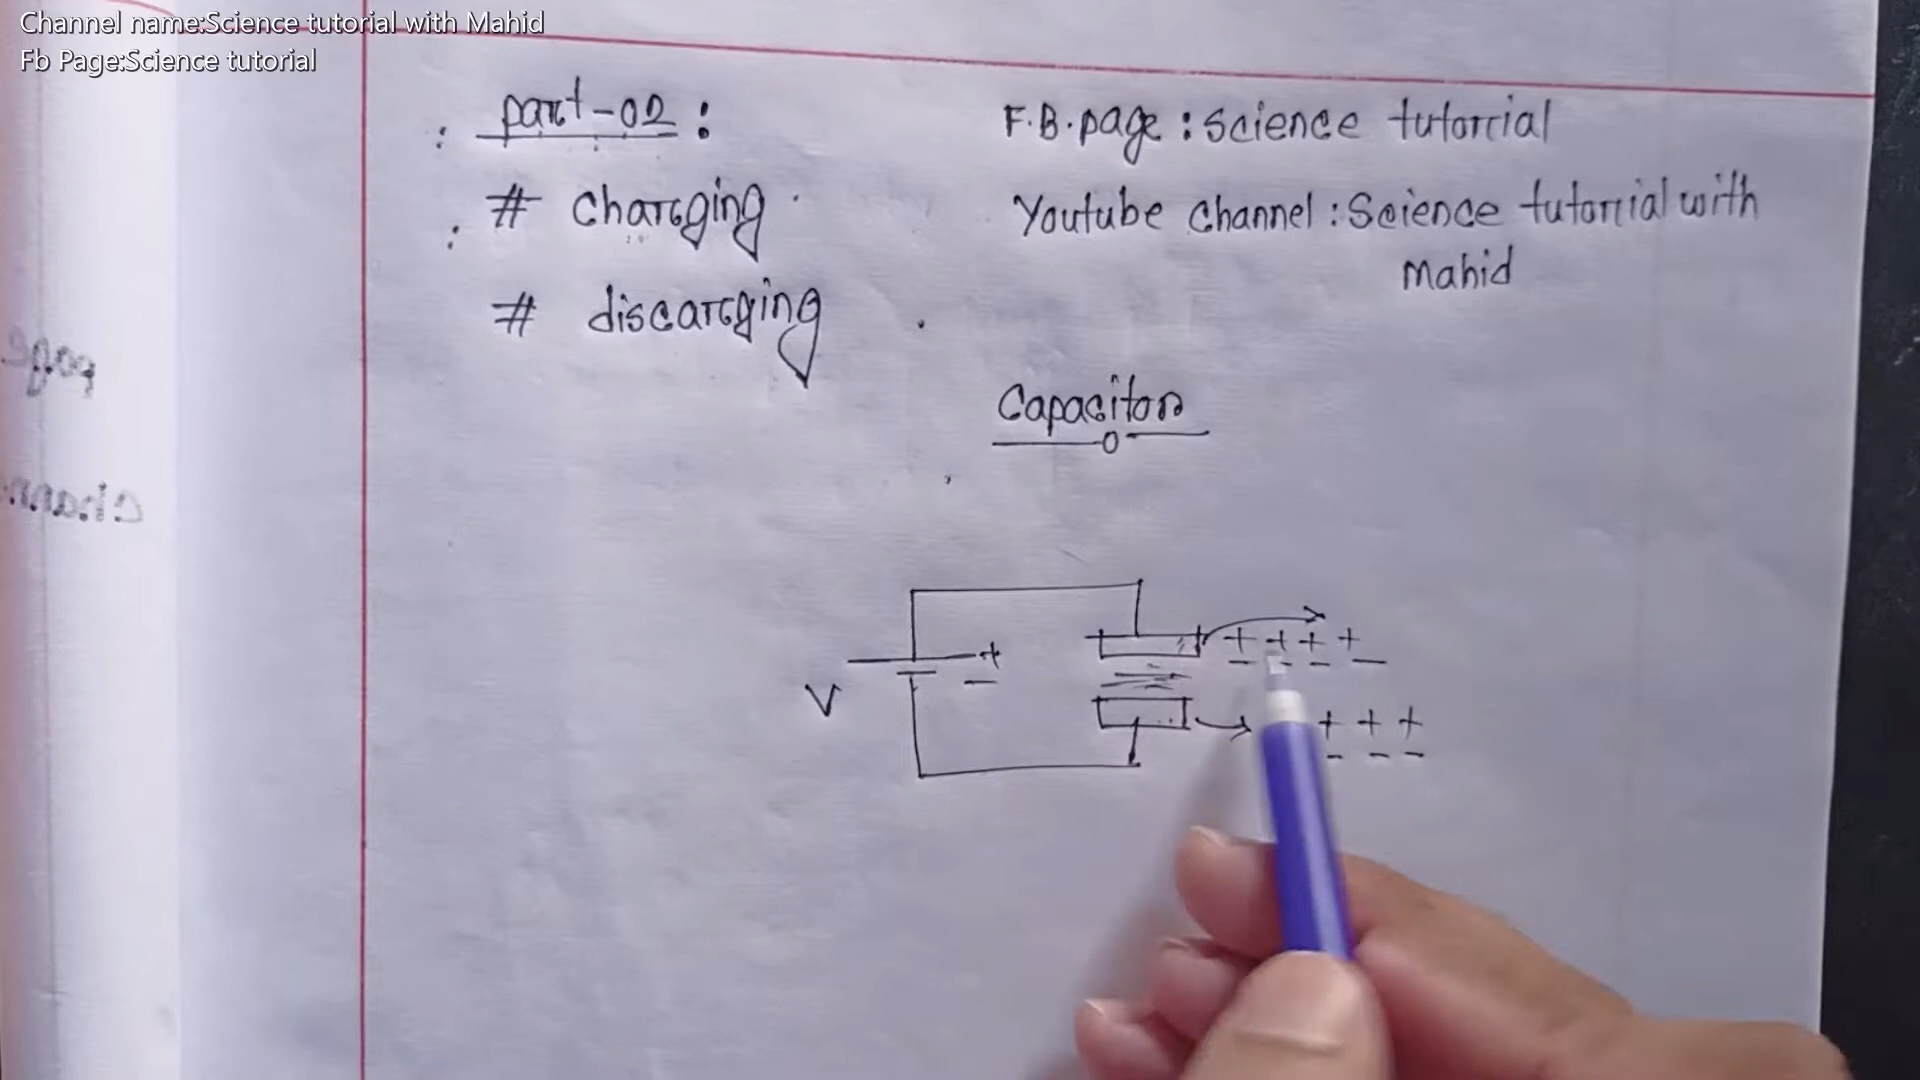 Channel name:Science tutorial with Mahid
Fb Page:Science tutorial
part-02:
# charging
# discarging
F.B.page : science tutorial
Youtube channel : Science tutorial with
Mahid
Capacitor
+ + + +
- - - -
+
-
V
+ + +
- - -